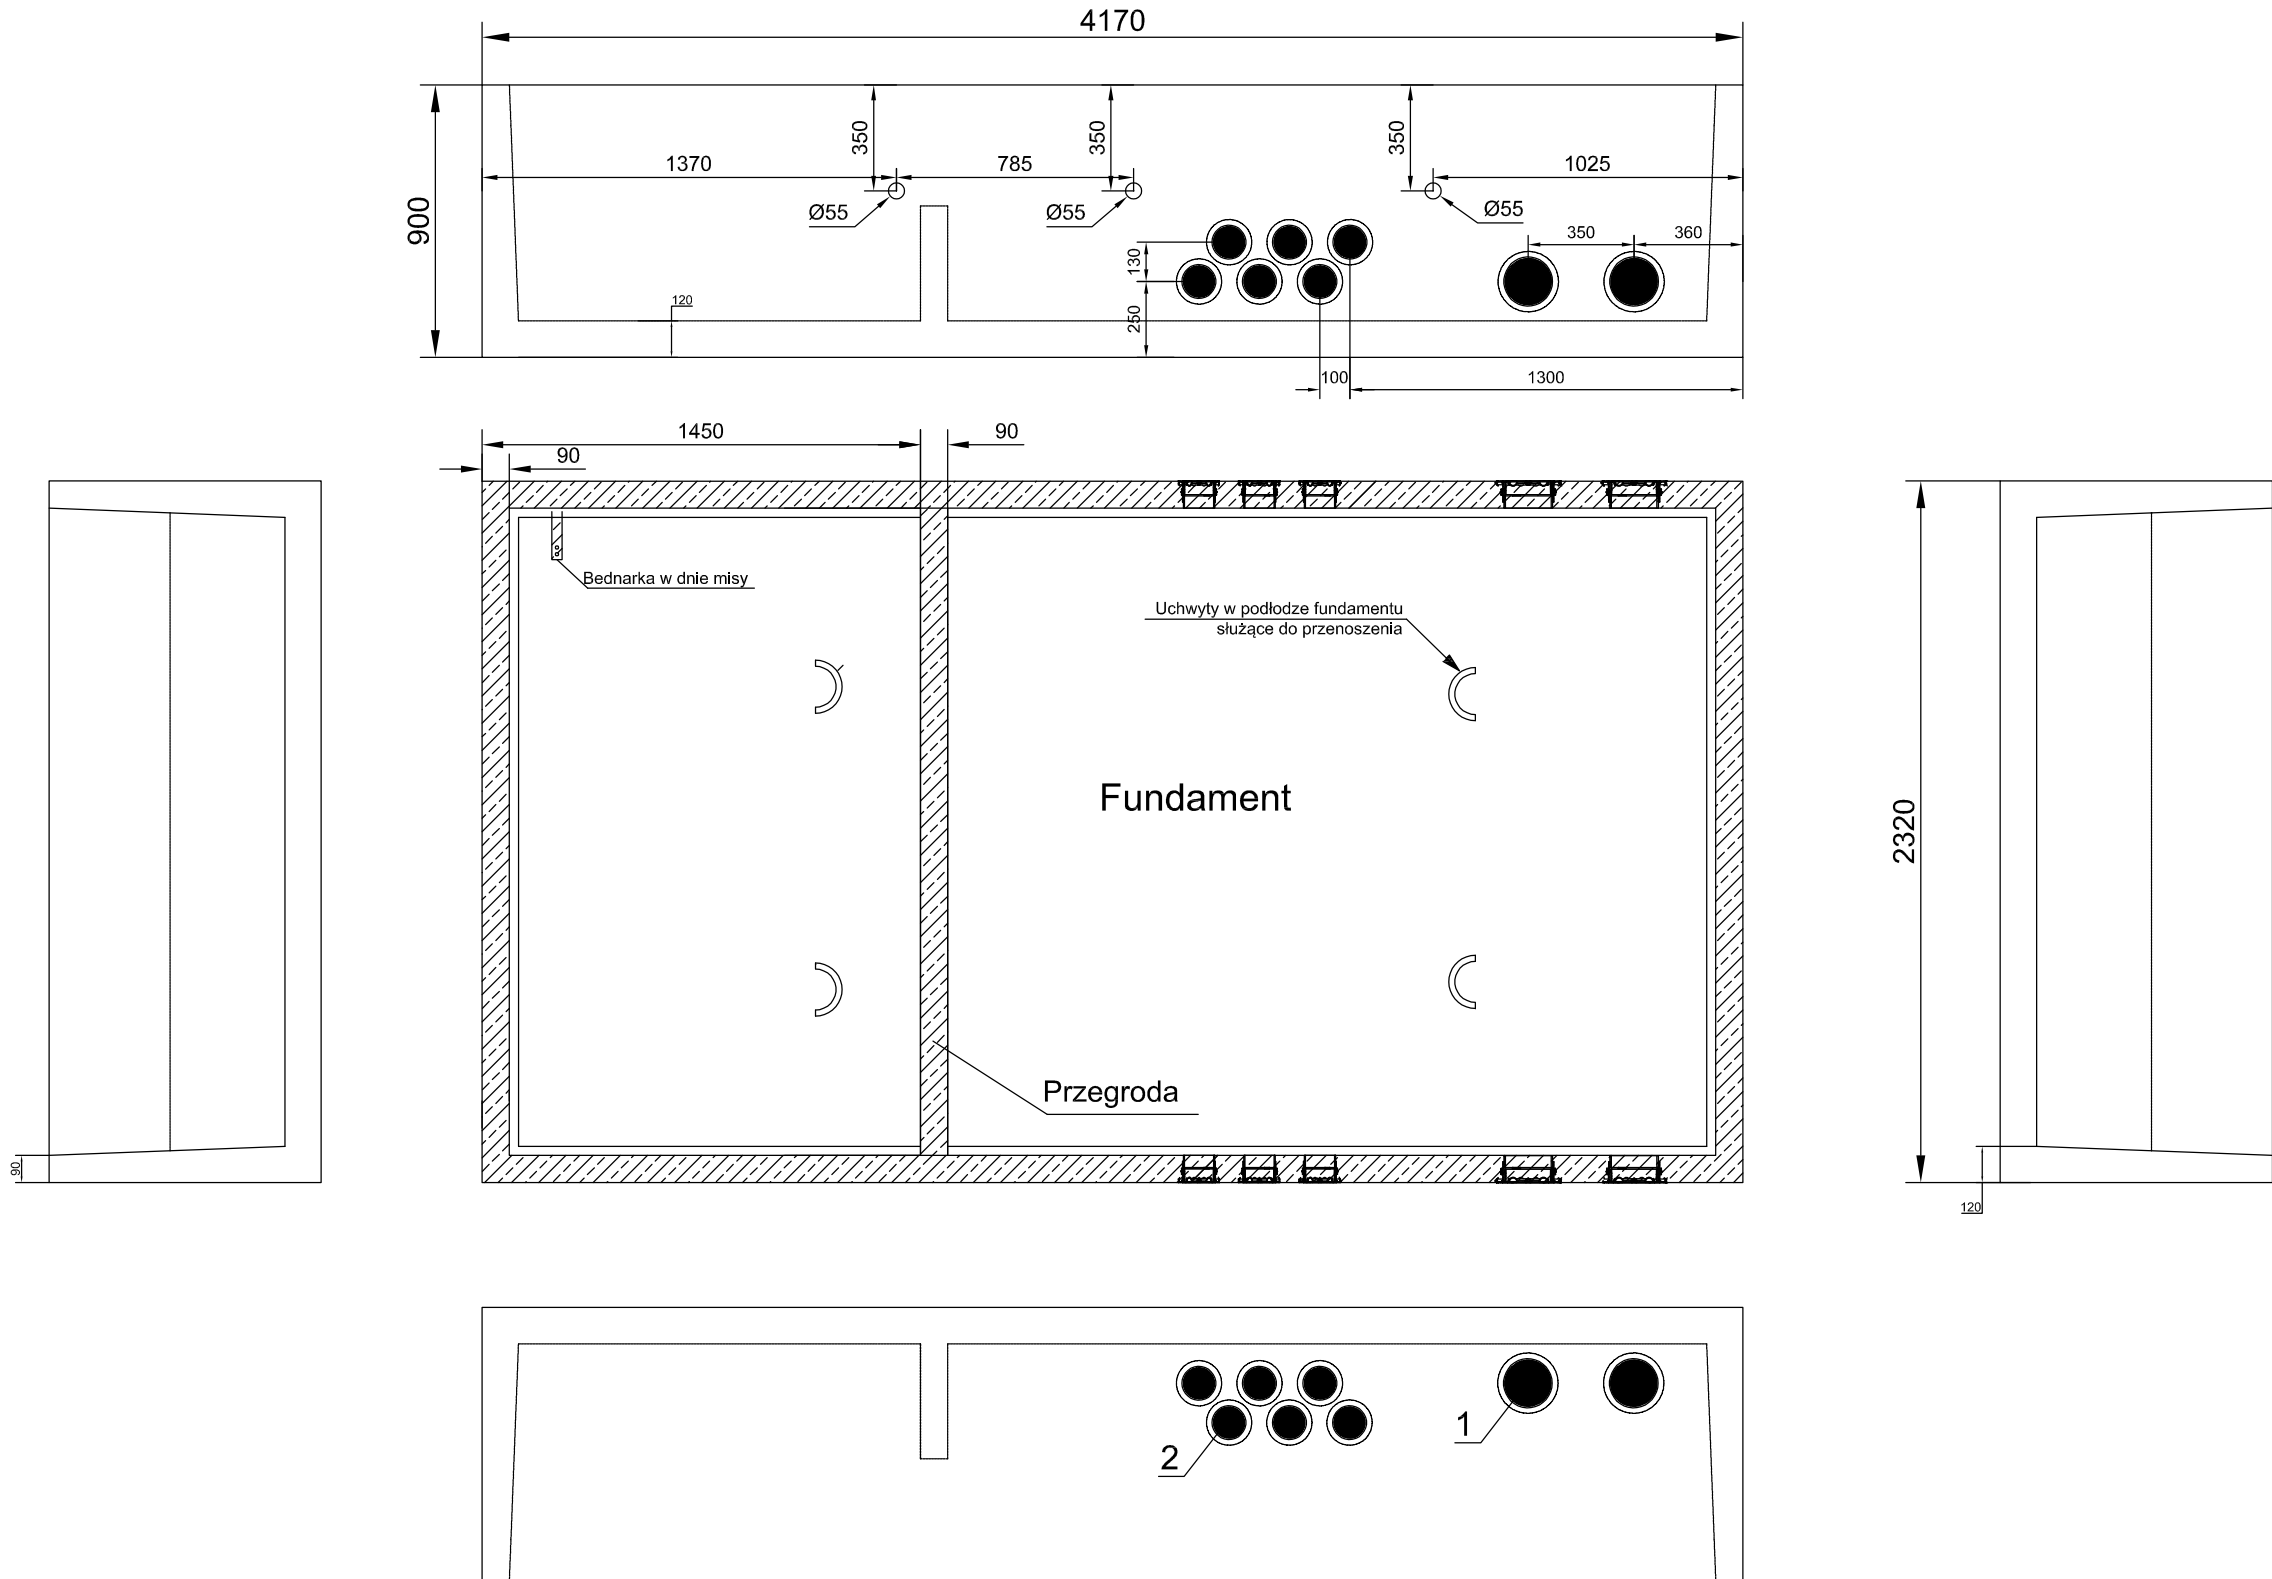 4170
900
350
350
350
1370
785
1025
Ø55
Ø55
Ø55
350
360
130
250
120
100
1300
1450
90
90
Bednarka w dnie misy
Uchwyty w podłodze fundamentu
służące do przenoszenia
Fundament
2320
Przegroda
90
120
1
2